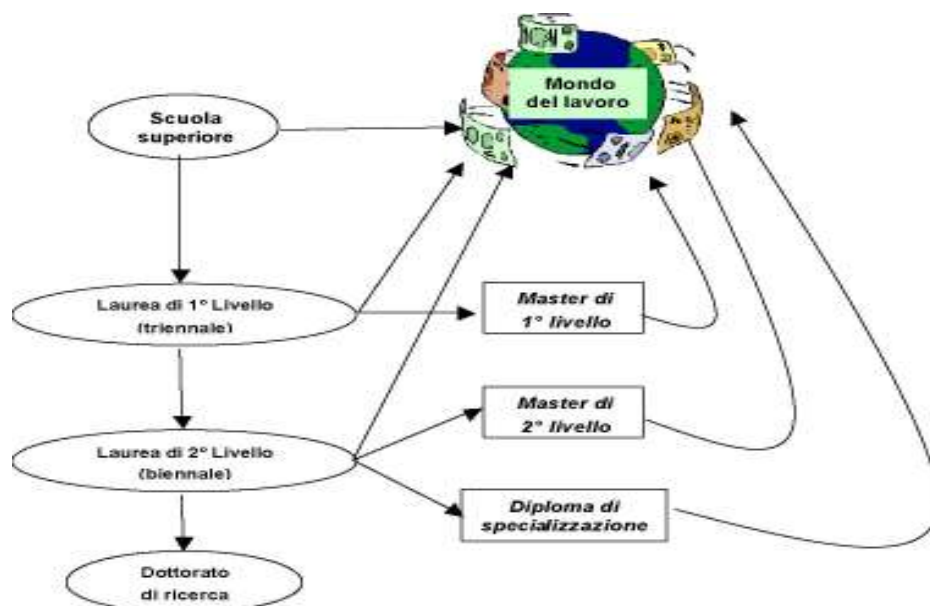 Mondo
del lavoro
Scuola
superiore
Laurea di 1° Livello
(triennale)
Master di
1° livello
Laurea di 2° Livello
(biennale)
Master di
2° livello
Diploma di
specializzazione
Dottorato
di ricerca